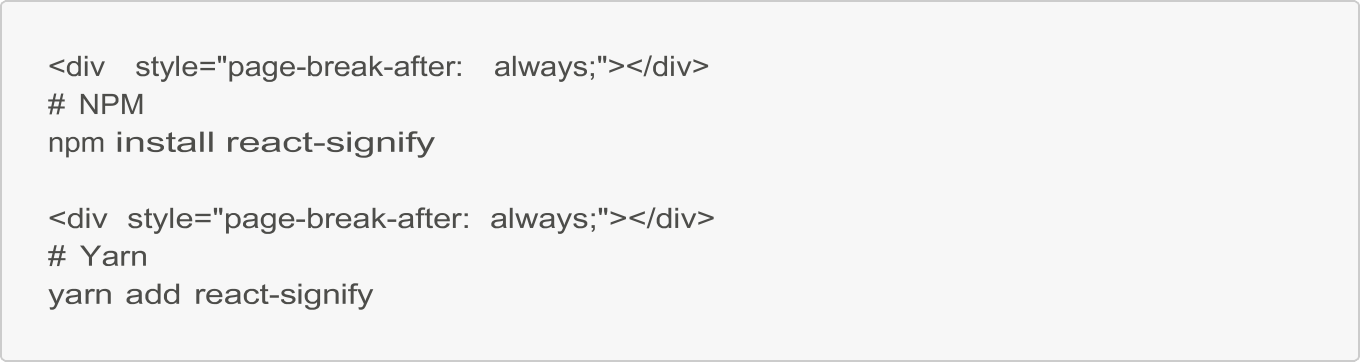 <div style="page-break-after: always;"></div>
# NPM
npm install react-signify
<div style="page-break-after: always;"></div>
# Yarn
yarn add react-signify